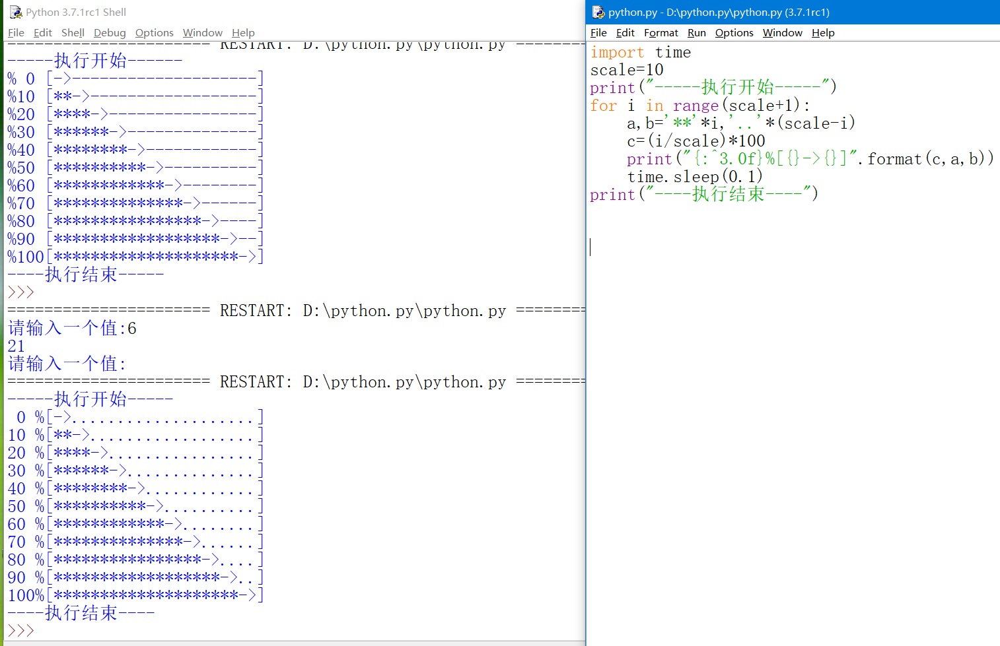 Python 3.7.1rc1 Shell
File Edit Shell Debug Options Window Help
====================== RESTART: D:\python.py\python.py ========
-----执行开始------
% 0 [->--------------------]
%10 [**->------------------]
%20 [****->----------------]
%30 [******->--------------]
%40 [********->------------]
%50 [**********->----------]
%60 [************->--------]
%70 [**************->------]
%80 [****************->----]
%90 [******************->--]
%100[********************->]
----执行结束-----
>>>
====================== RESTART: D:\python.py\python.py ========
请输入一个值:6
21
请输入一个值:
====================== RESTART: D:\python.py\python.py ========
-----执行开始-----
 0 %[->....................]
10 %[**->..................]
20 %[****->................]
30 %[******->..............]
40 %[********->............]
50 %[**********->..........]
60 %[************->........]
70 %[**************->......]
80 %[****************->....]
90 %[******************->..]
100%[********************->]
----执行结束----
>>>
python.py - D:\python.py\python.py (3.7.1rc1)
File Edit Format Run Options Window Help
import time
scale=10
print("-----执行开始-----")
for i in range(scale+1):
    a,b='**'*i,'..'*(scale-i)
    c=(i/scale)*100
    print("{:^3.0f}%[{}->{}]".format(c,a,b))
    time.sleep(0.1)
print("----执行结束----")